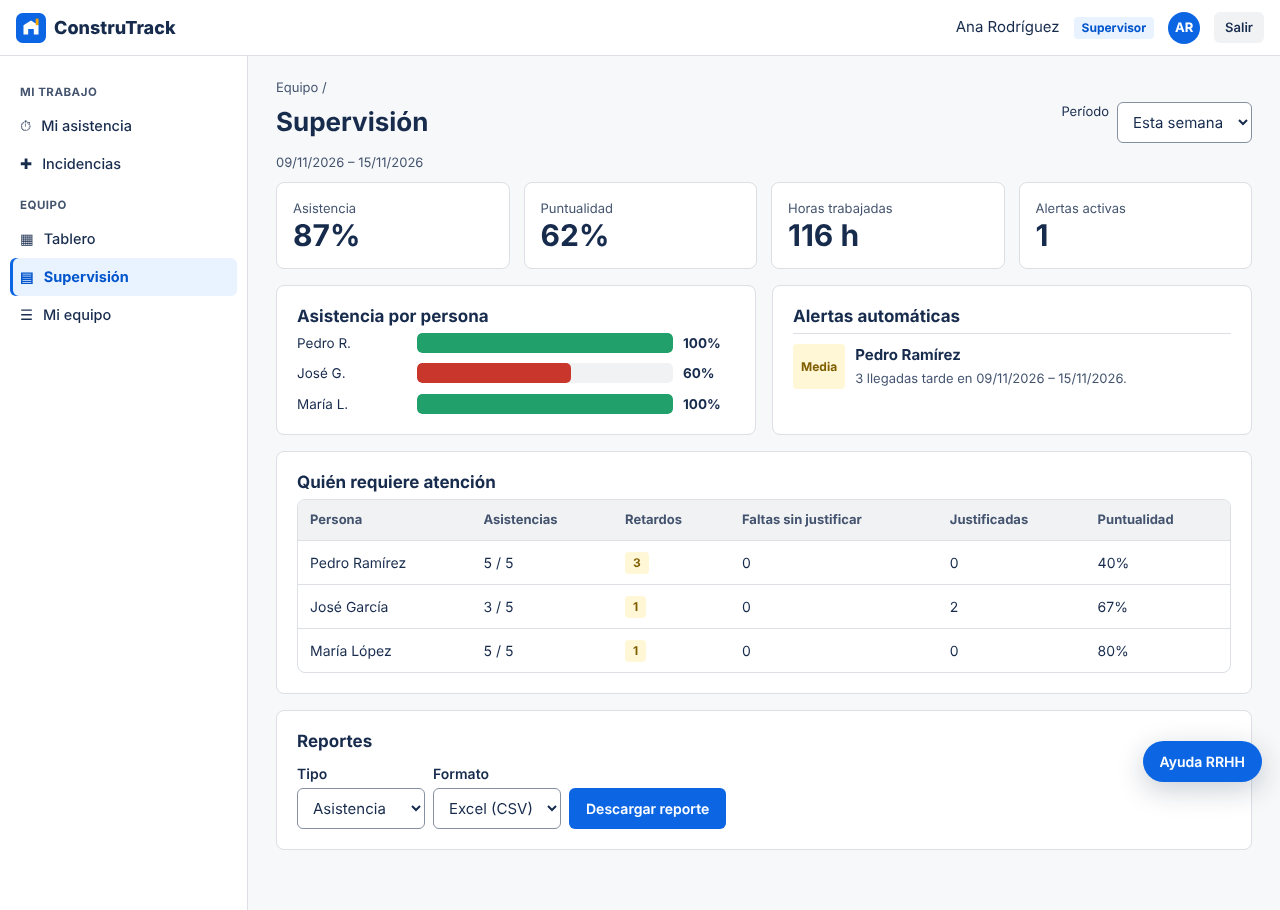 ConstruTrack
Ana Rodríguez Supervisor AR Salir
MI TRABAJO
Mi asistencia
Incidencias
EQUIPO
Tablero
Supervisión
Mi equipo
Equipo /
Supervisión
Período Esta semana
09/11/2026 – 15/11/2026
Asistencia
87%
Puntualidad
62%
Horas trabajadas
116 h
Alertas activas
1
Asistencia por persona
Pedro R. 100%
José G. 60%
María L. 100%
Alertas automáticas
Media
Pedro Ramírez
3 llegadas tarde en 09/11/2026 – 15/11/2026.
Quién requiere atención
Persona Asistencias Retardos Faltas sin justificar Justificadas Puntualidad
Pedro Ramírez 5 / 5 3 0 0 40%
José García 3 / 5 1 0 2 67%
María López 5 / 5 1 0 0 80%
Reportes
Tipo Formato
Asistencia Excel (CSV) Descargar reporte
Ayuda RRHH